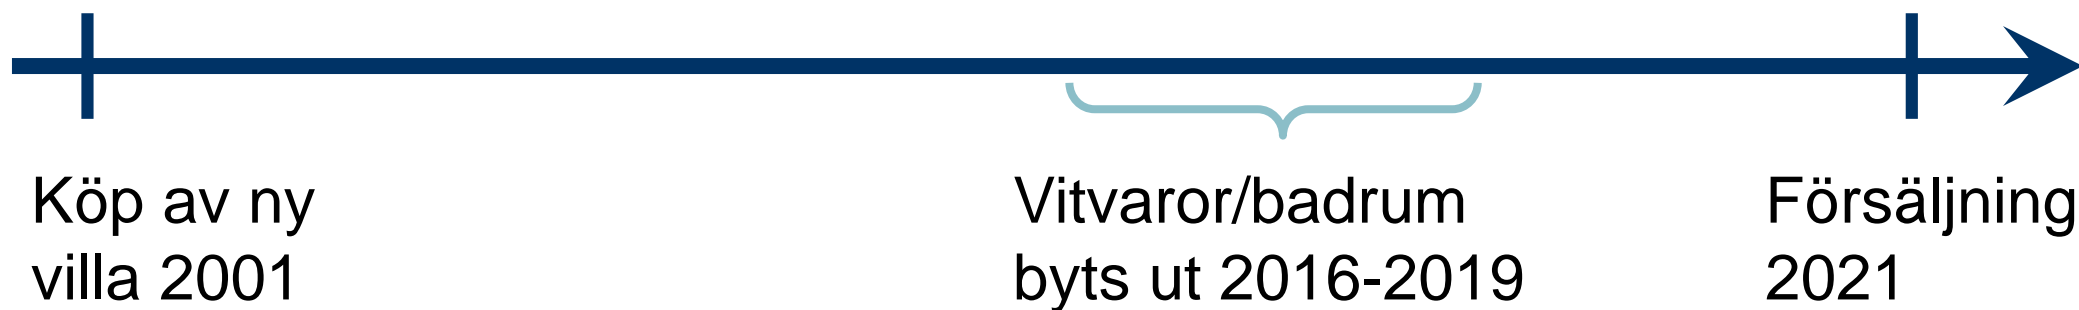 Köp av ny
villa 2001
Vitvaror/badrum
byts ut 2016-2019
Försäljning
2021